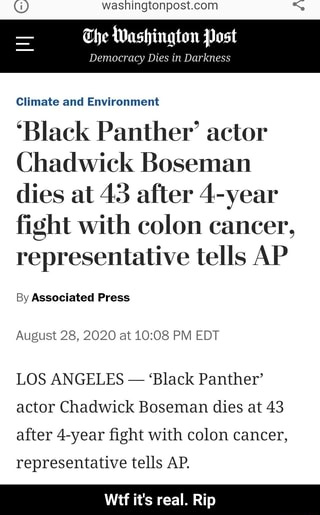 washingtonpost.com
The Washington Post
Democracy Dies in Darkness
Climate and Environment
‘Black Panther’ actor
Chadwick Boseman
dies at 43 after 4-year
fight with colon cancer,
representative tells AP
By Associated Press
August 28, 2020 at 10:08 PM EDT
LOS ANGELES — ‘Black Panther’
actor Chadwick Boseman dies at 43
after 4-year fight with colon cancer,
representative tells AP.
Wtf it's real. Rip